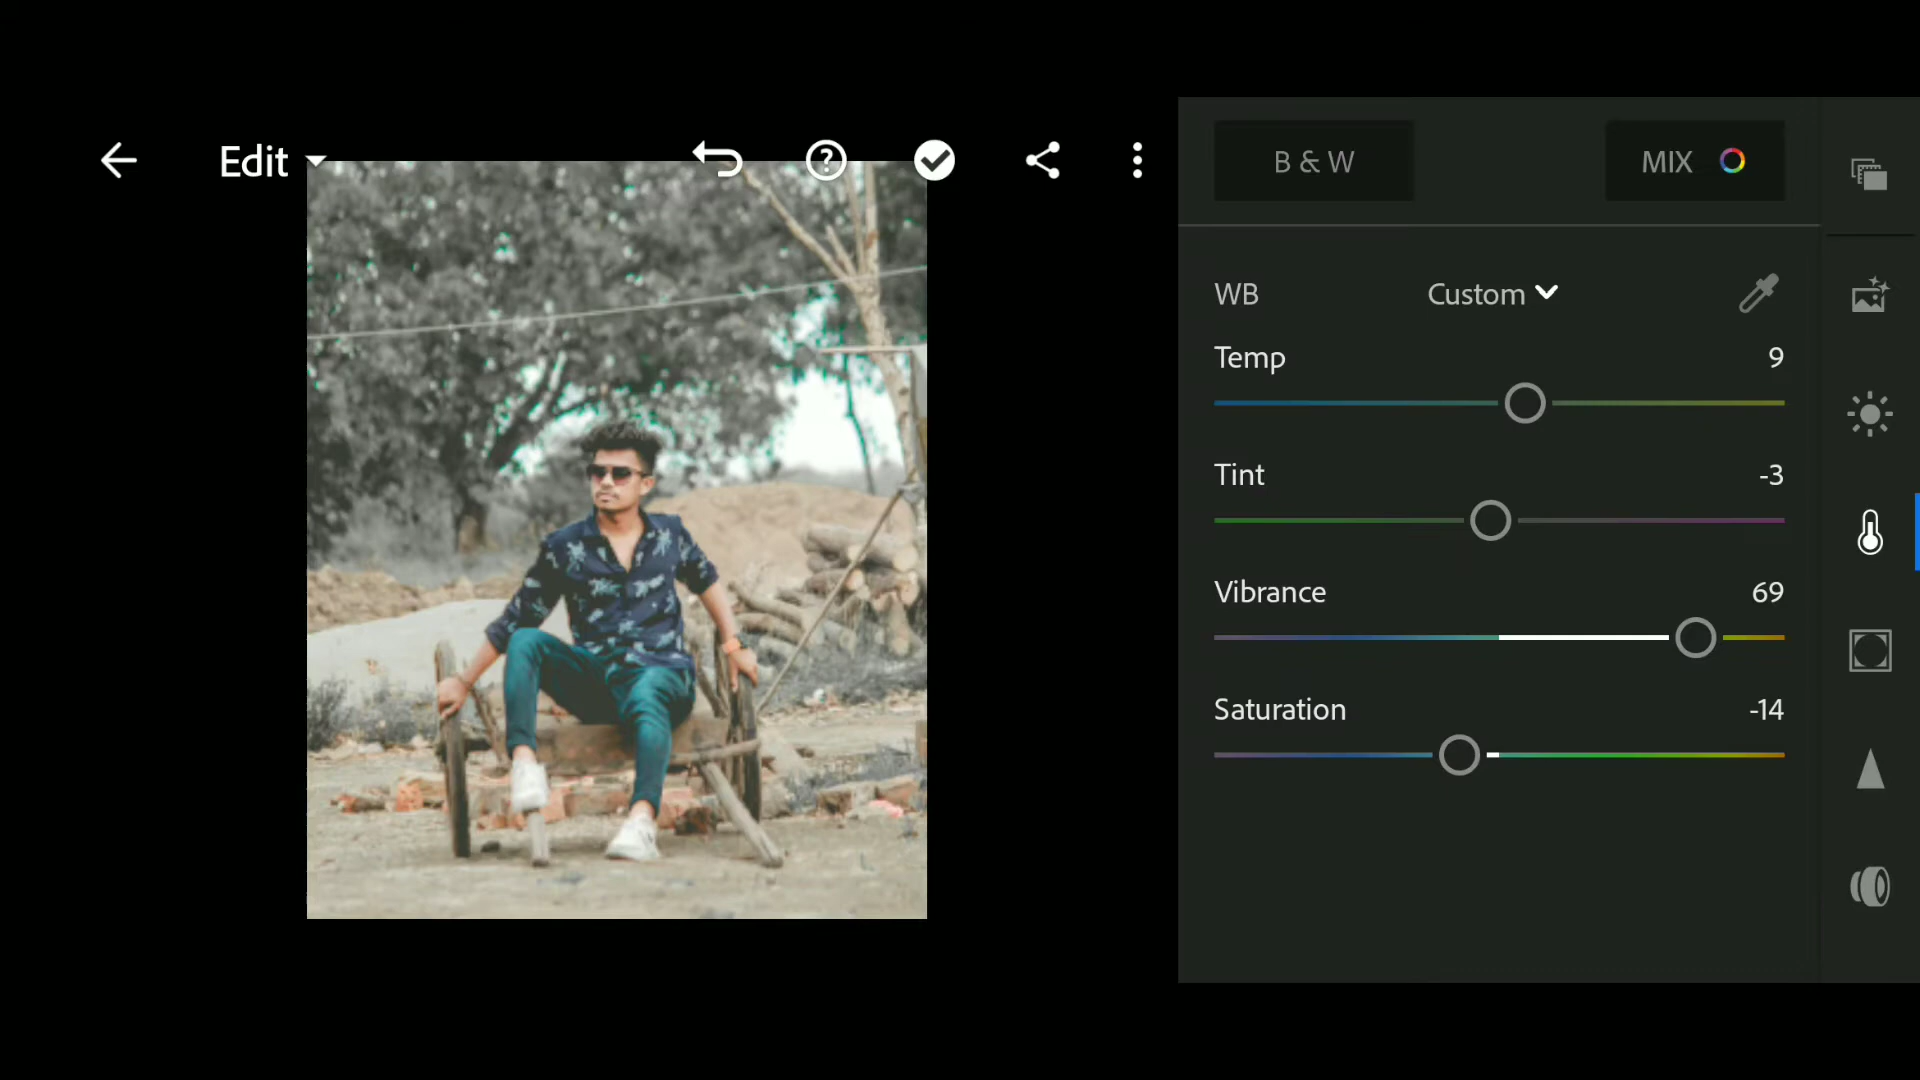 Edit
B & W
MIX
WB Custom
Temp 9
Tint -3
Vibrance 69
Saturation -14